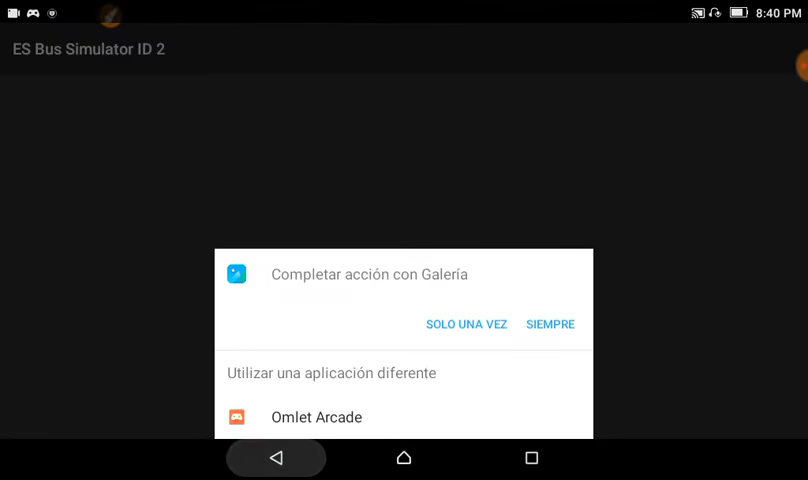 8:40 PM
ES Bus Simulator ID 2
Completar acción con Galería
SOLO UNA VEZ SIEMPRE
Utilizar una aplicación diferente
Omlet Arcade